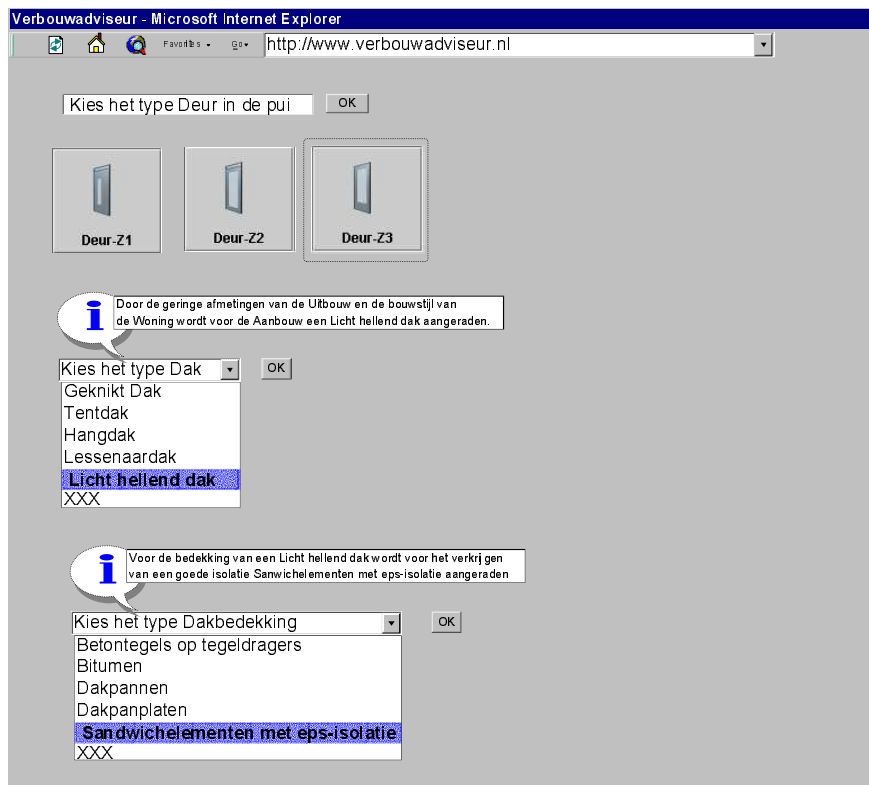 Verbouwadviseur - Microsoft Internet Explorer
Favorites Go http://www.verbouwadviseur.nl
Kies het type Deur in de pui OK
Deur-Z1 Deur-Z2 Deur-Z3
i Door de geringe afmetingen van de Uitbouw en de bouwstijl van
de Woning wordt voor de Aanbouw een Licht hellend dak aangeraden.
Kies het type Dak OK
Geknikt Dak
Tentdak
Hangdak
Lessenaardak
Licht hellend dak
XXX
i Voor de bedekking van een Licht hellend dak wordt voor het verkrijgen
van een goede isolatie Sanwichelementen met eps-isolatie aangeraden
Kies het type Dakbedekking OK
Betontegels op tegeldragers
Bitumen
Dakpannen
Dakpanplaten
Sandwichelementen met eps-isolatie
XXX